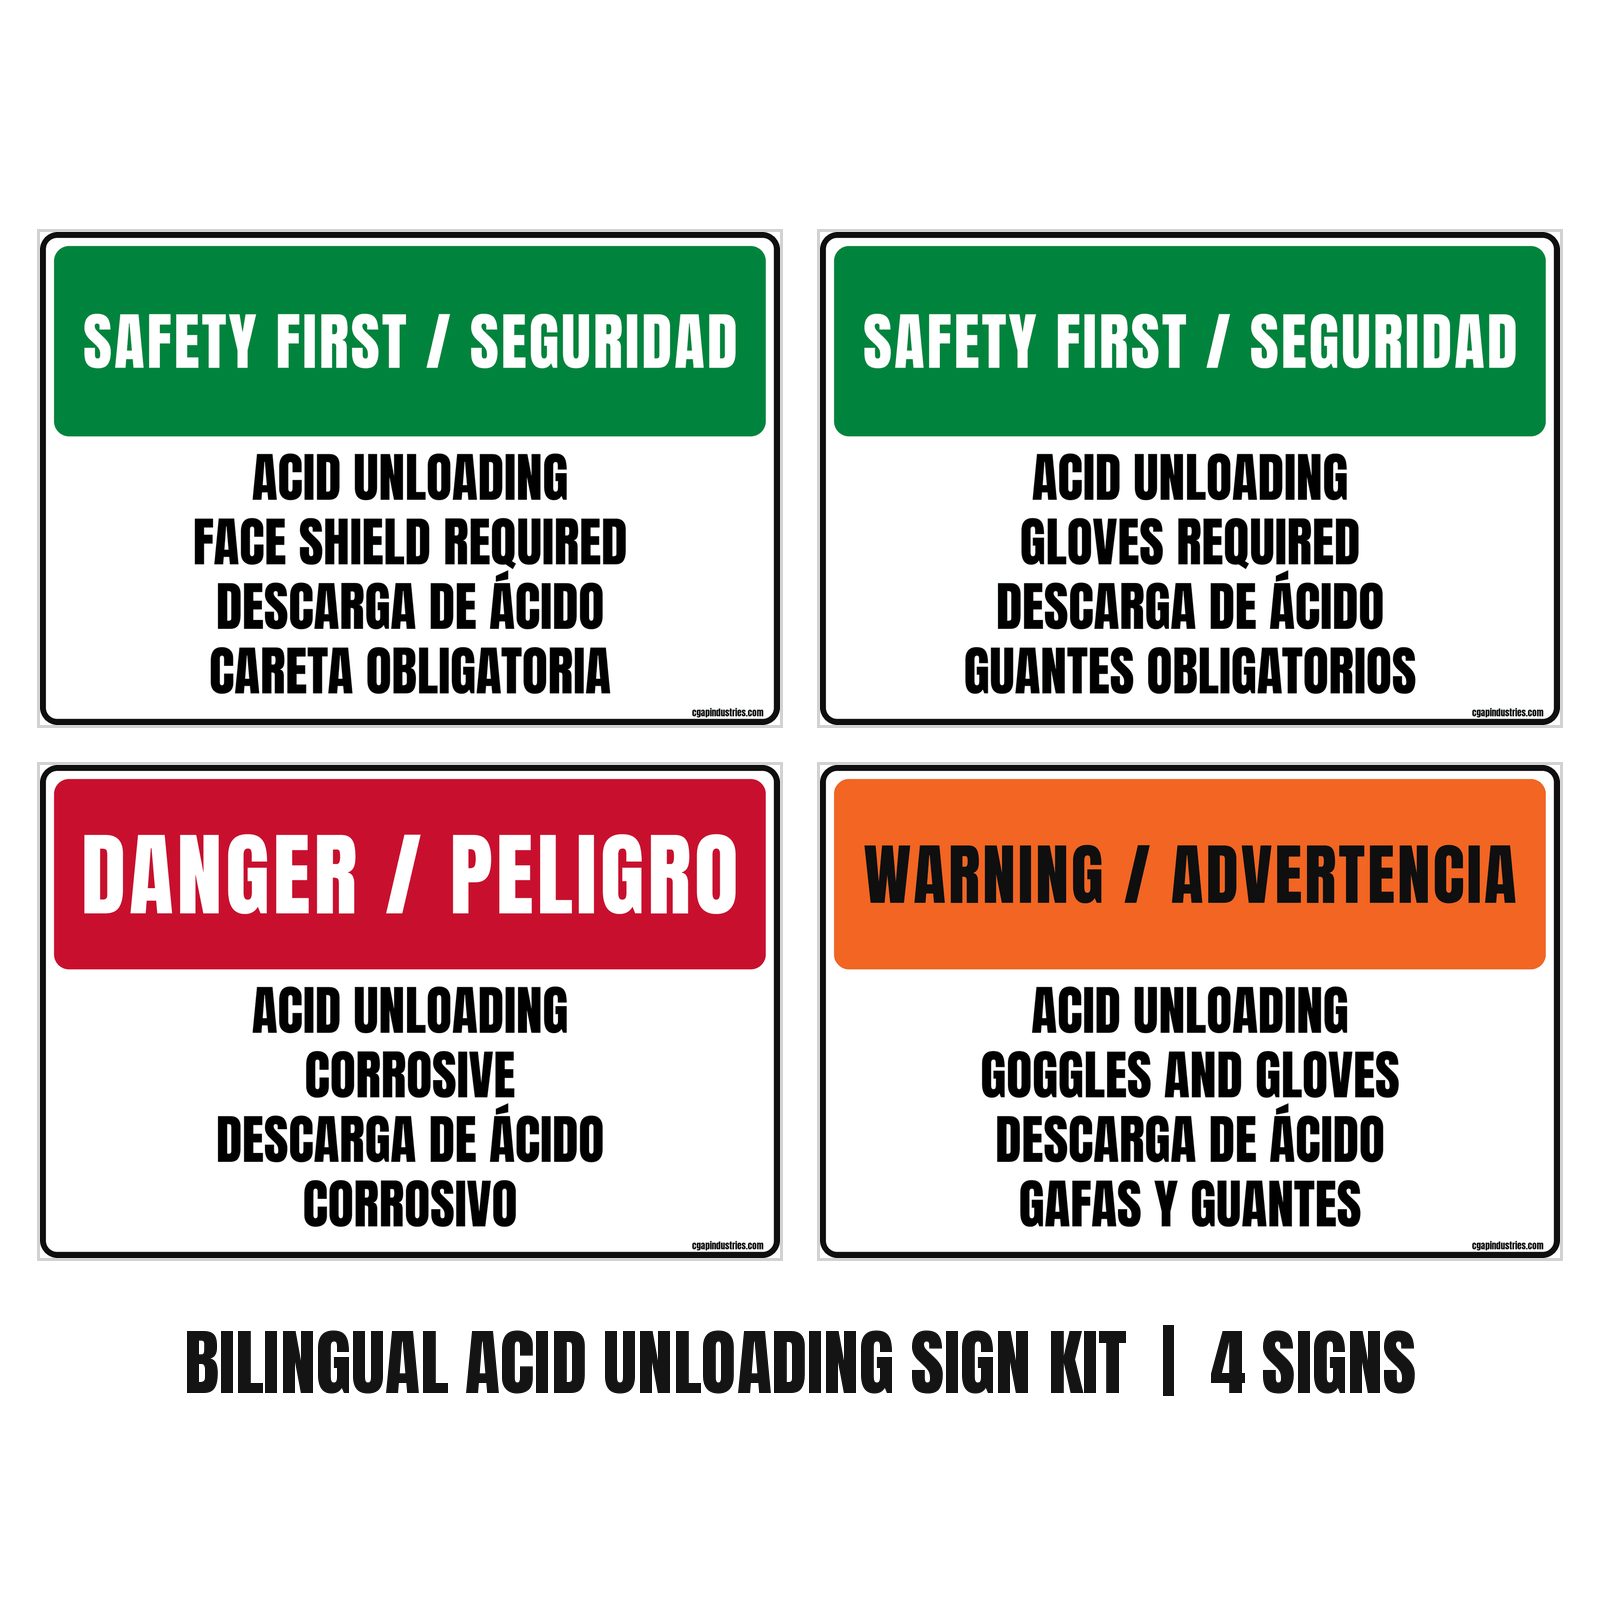 SAFETY FIRST / SEGURIDAD
ACID UNLOADING
FACE SHIELD REQUIRED
DESCARGA DE ÁCIDO
CARETA OBLIGATORIA
cgapindustries.com
SAFETY FIRST / SEGURIDAD
ACID UNLOADING
GLOVES REQUIRED
DESCARGA DE ÁCIDO
GUANTES OBLIGATORIOS
cgapindustries.com
DANGER / PELIGRO
ACID UNLOADING
CORROSIVE
DESCARGA DE ÁCIDO
CORROSIVO
cgapindustries.com
WARNING / ADVERTENCIA
ACID UNLOADING
GOGGLES AND GLOVES
DESCARGA DE ÁCIDO
GAFAS Y GUANTES
cgapindustries.com
BILINGUAL ACID UNLOADING SIGN KIT | 4 SIGNS